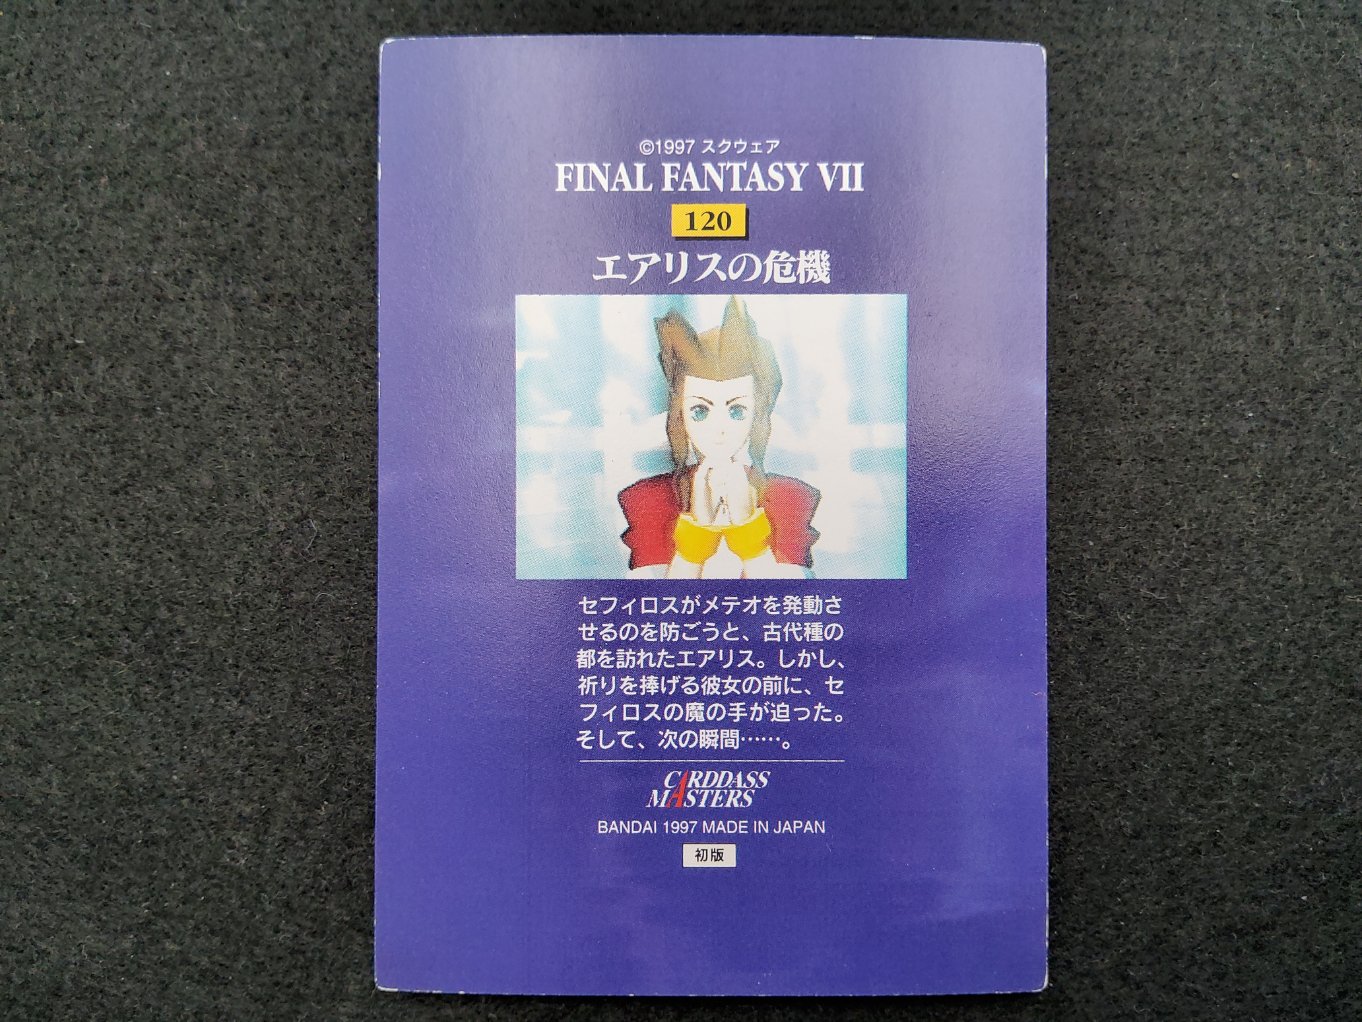 ©1997 スクウェア
FINAL FANTASY VII
120
エアリスの危機
セフィロスがメテオを発動さ
せるのを防ごうと、古代種の
都を訪れたエアリス。しかし、
祈りを捧げる彼女の前に、セ
フィロスの魔の手が迫った。
そして、次の瞬間……。
CARDDASS
MASTERS
BANDAI 1997 MADE IN JAPAN
初版